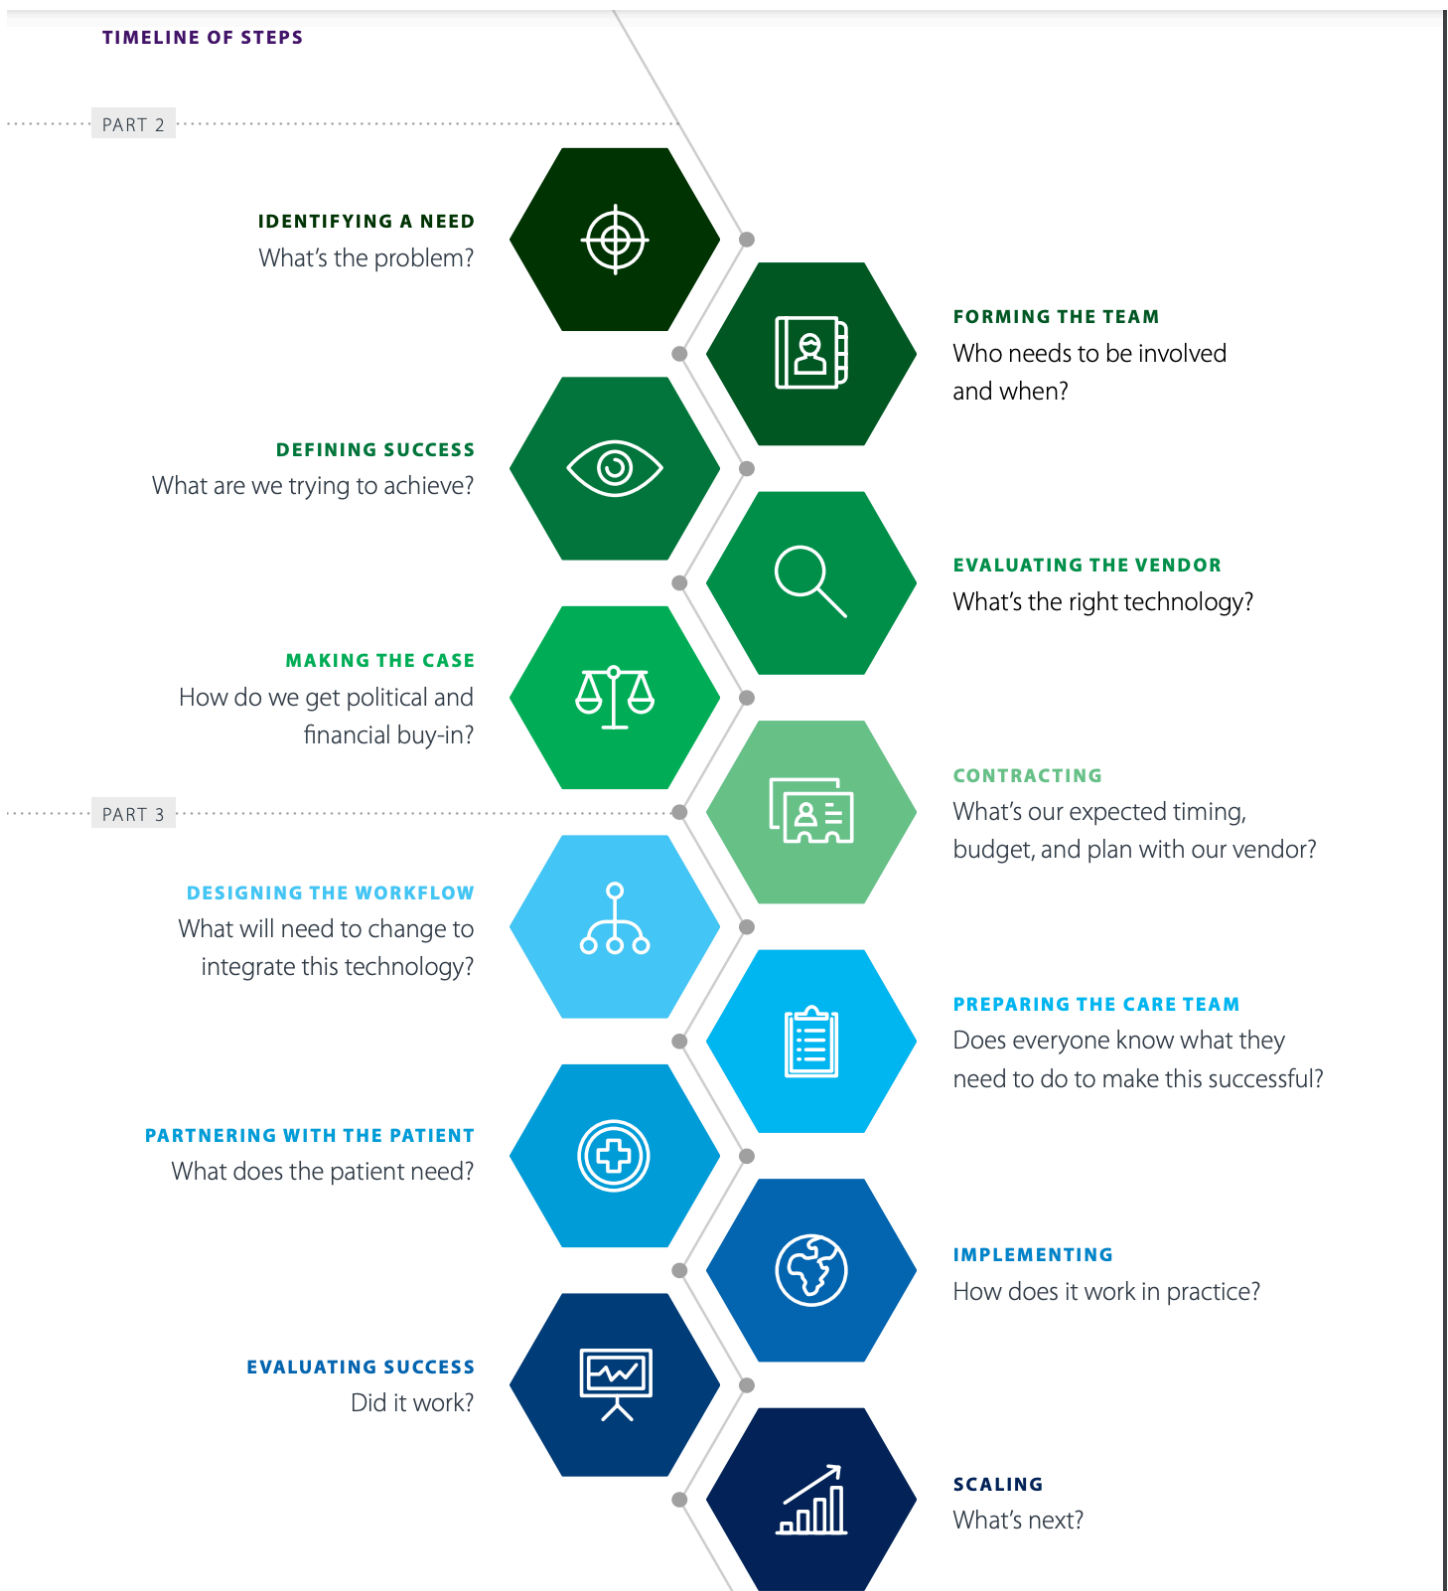 TIMELINE OF STEPS
PART 2
IDENTIFYING A NEED
What's the problem?
FORMING THE TEAM
Who needs to be involved
and when?
DEFINING SUCCESS
What are we trying to achieve?
EVALUATING THE VENDOR
What's the right technology?
MAKING THE CASE
How do we get political and
financial buy-in?
CONTRACTING
What's our expected timing,
budget, and plan with our vendor?
PART 3
DESIGNING THE WORKFLOW
What will need to change to
integrate this technology?
PREPARING THE CARE TEAM
Does everyone know what they
need to do to make this successful?
PARTNERING WITH THE PATIENT
What does the patient need?
IMPLEMENTING
How does it work in practice?
EVALUATING SUCCESS
Did it work?
SCALING
What's next?